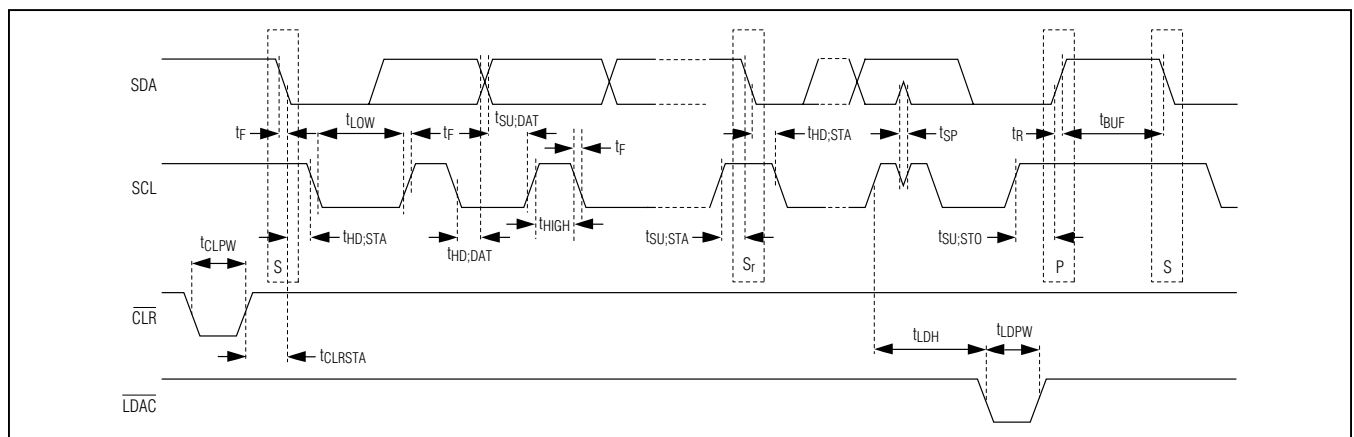 SDA
tF
tLOW
tF
tSU;DAT
tF
tHD;STA
tSP
tR
tBUF
SCL
tHD;STA
tHD;DAT
tHIGH
tSU;STA
tSU;STO
tCLPW
S
Sr
P
S
CLR
tCLRSTA
tLDH
tLDPW
LDAC